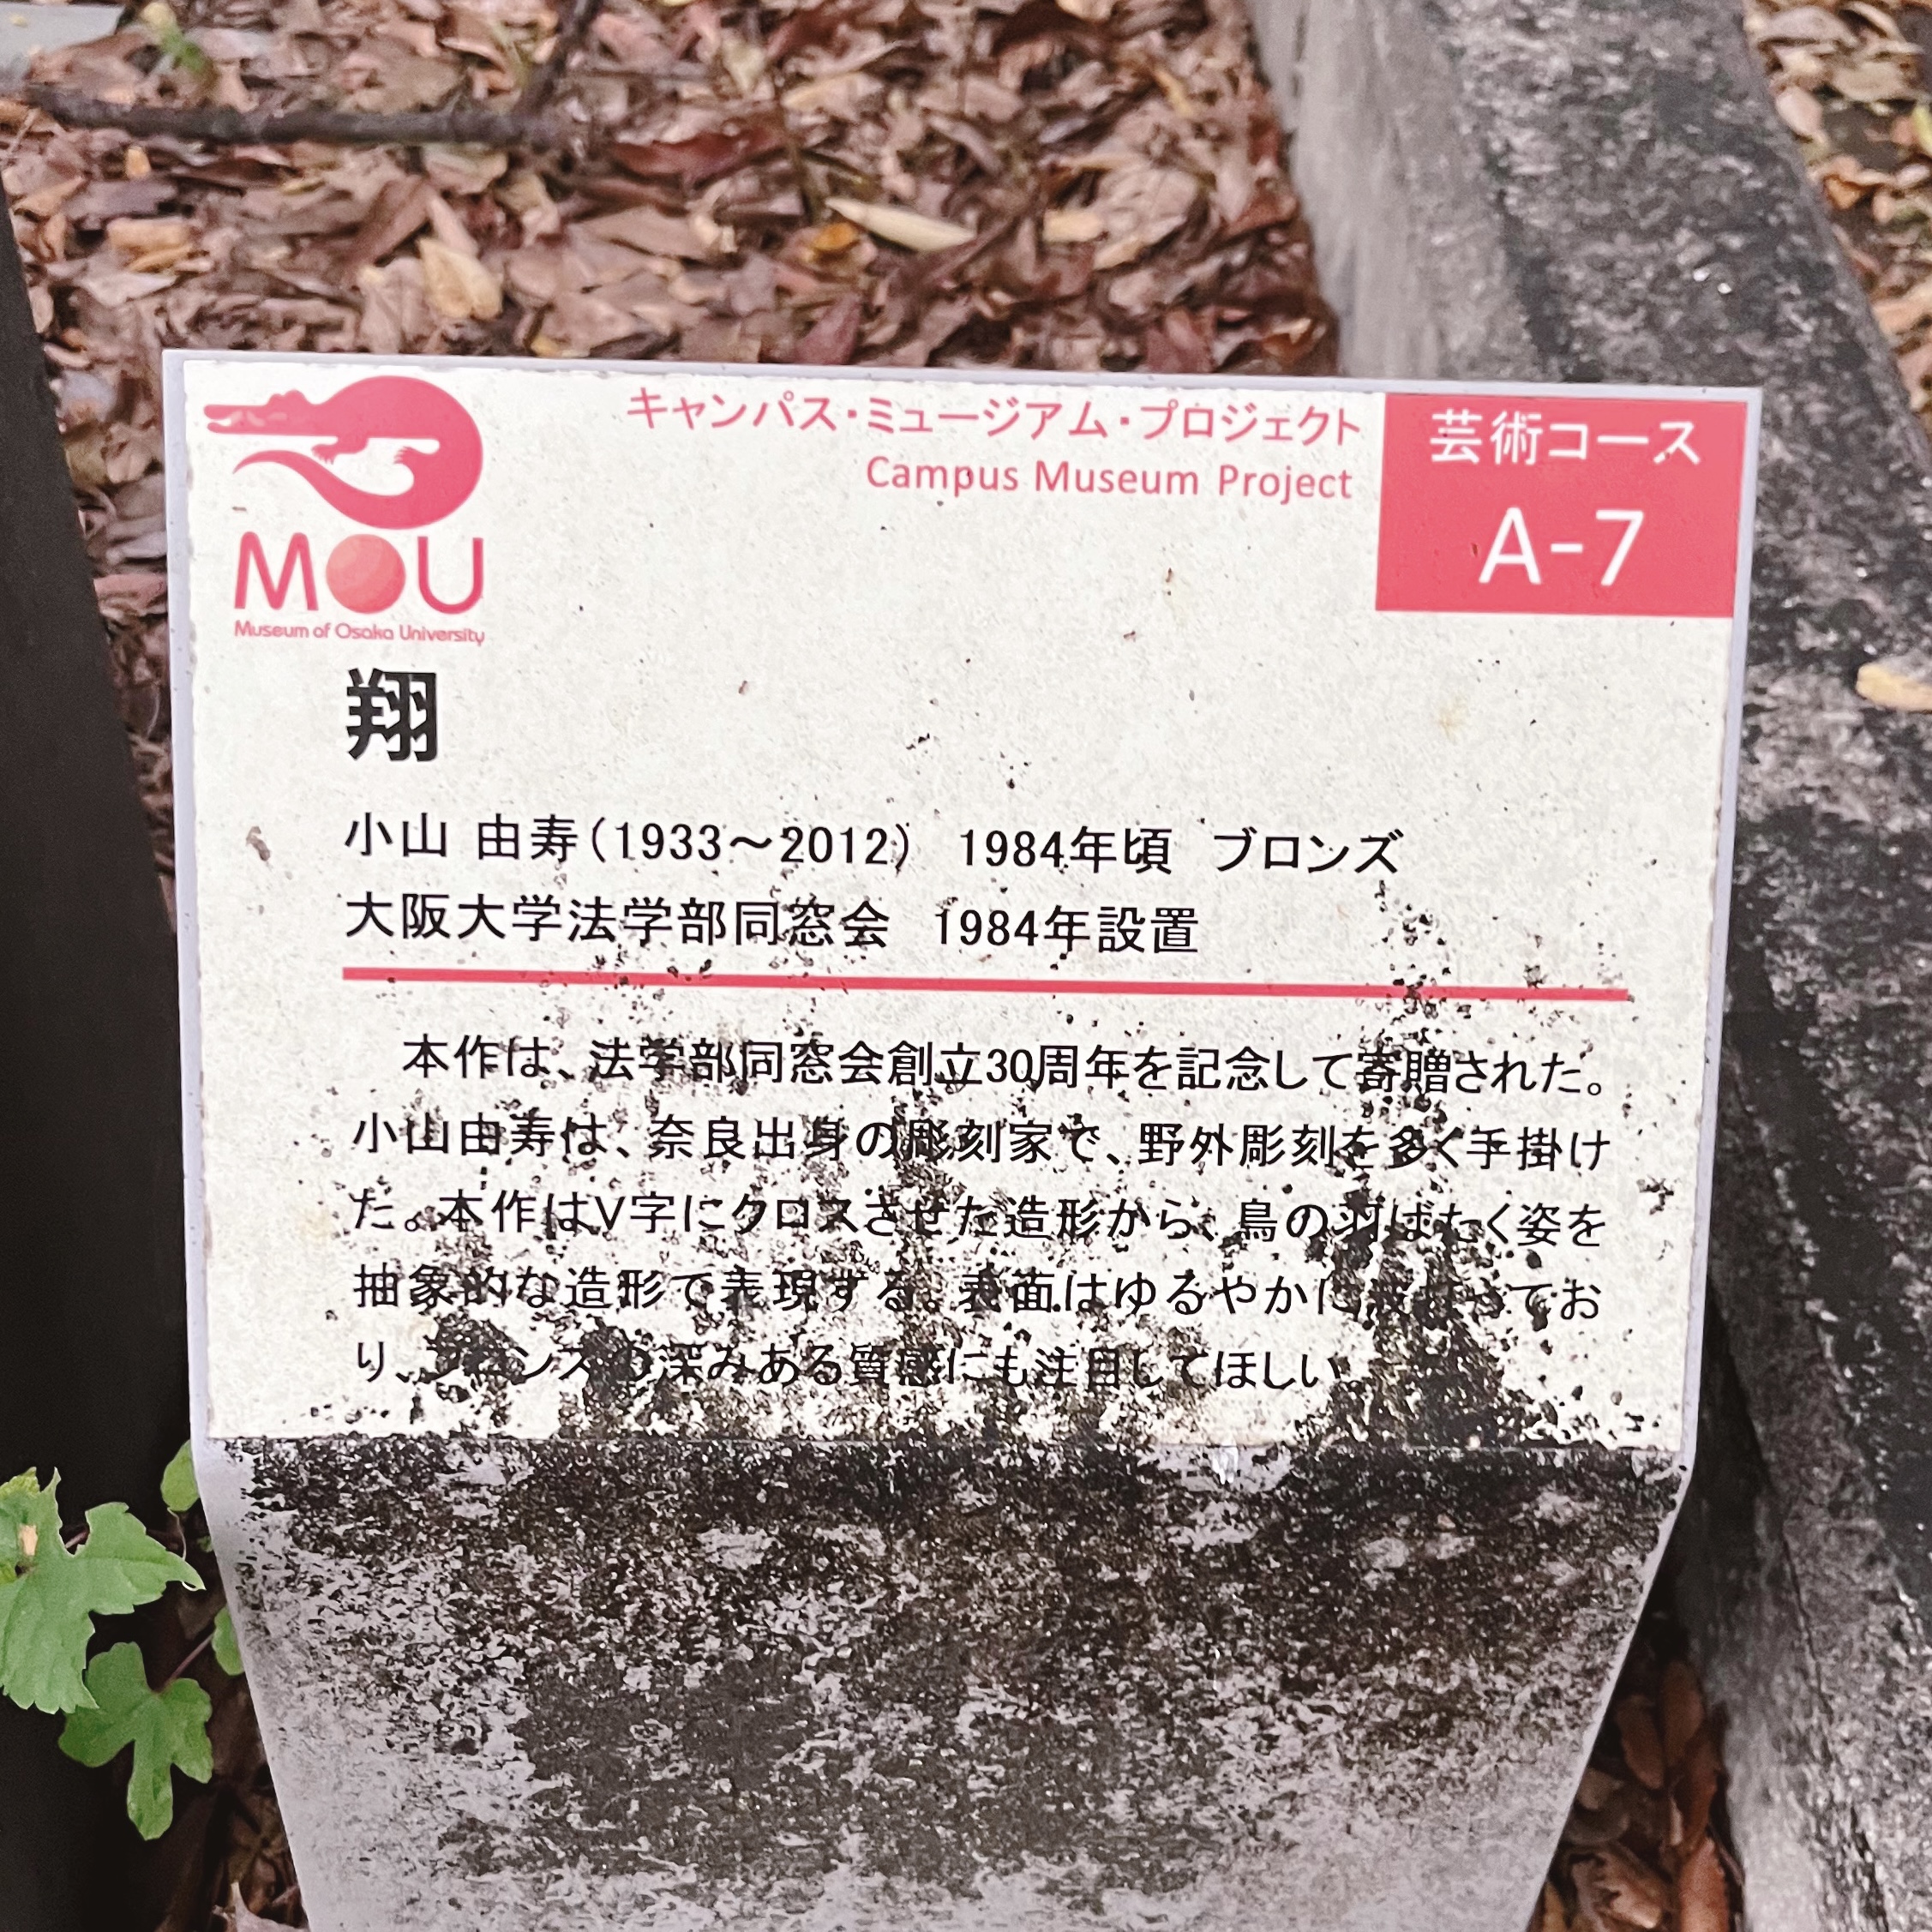 キャンパス・ミュージアム・プロジェクト
Campus Museum Project
芸術コース
A-7
MOU
Museum of Osaka University
翔
小山 由寿（1933～2012） 1984年頃 ブロンズ
大阪大学法学部同窓会 1984年設置
本作は、法学部同窓会創立30周年を記念して寄贈された。
小山由寿は、奈良出身の彫刻家で、野外彫刻を多く手掛け
た。本作はV字にクロスさせた造形から、鳥の羽ばたく姿を
抽象的な造形で表現する。表面はゆるやかに ておお
り、ブロンズの深みある質感にも注目してほしい。